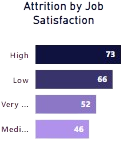 Attrition by Job
Satisfaction
High 73
Low 66
Very ... 52
Medi... 46